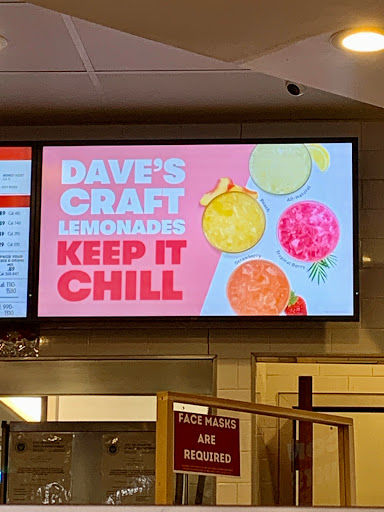 DAVE'S
CRAFT
LEMONADES
KEEP IT
CHILL
All-Natural
Peach
Tropical Berry
Strawberry
FACE MASKS
ARE
REQUIRED